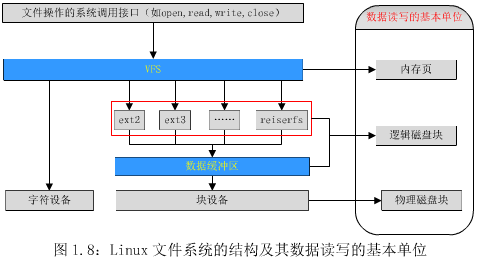 文件操作的系统调用接口（如open,read,write,close）
数据读写的基本单位
VFS
内存页
ext2
ext3
……
reiserfs
逻辑磁盘块
数据缓冲区
字符设备
块设备
物理磁盘块
图 1.8：Linux 文件系统的结构及其数据读写的基本单位